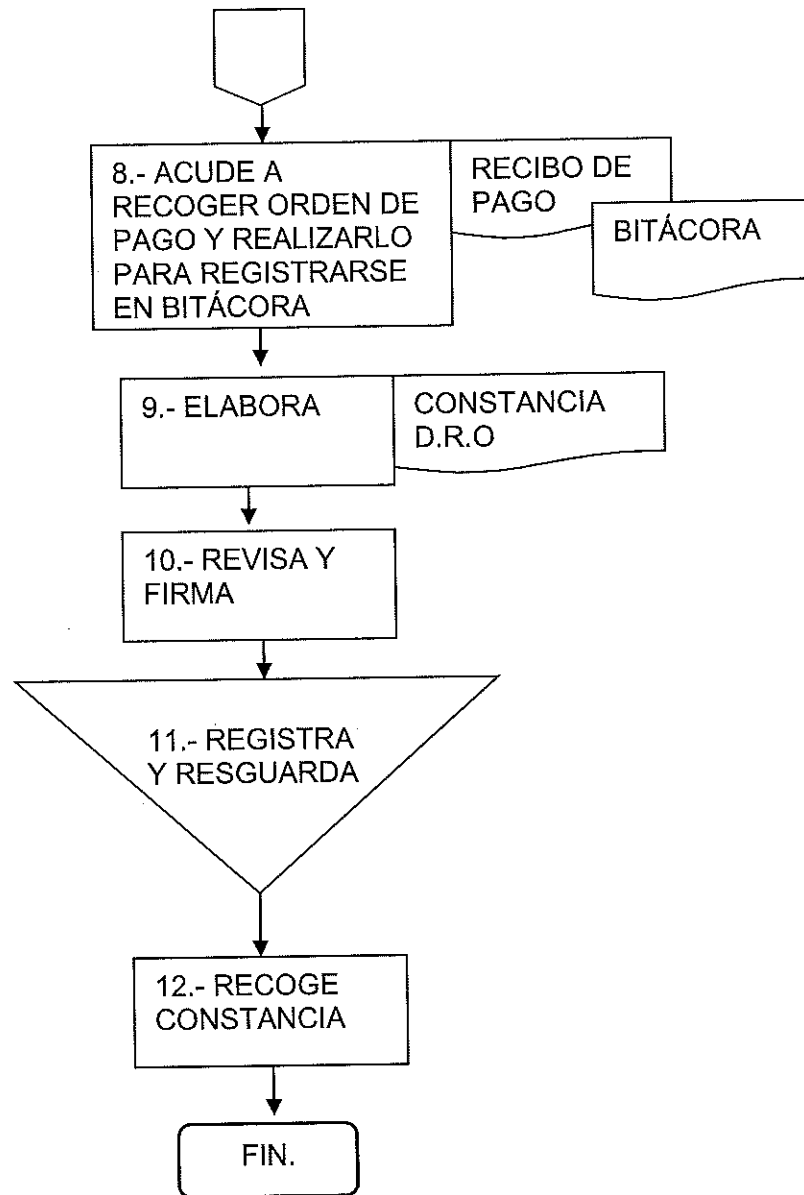 8.- ACUDE A
RECOGER ORDEN DE
PAGO Y REALIZARLO
PARA REGISTRARSE
EN BITÁCORA
RECIBO DE
PAGO
BITÁCORA
9.- ELABORA
CONSTANCIA
D.R.O
10.- REVISA Y
FIRMA
11.- REGISTRA
Y RESGUARDA
12.- RECOGE
CONSTANCIA
FIN.